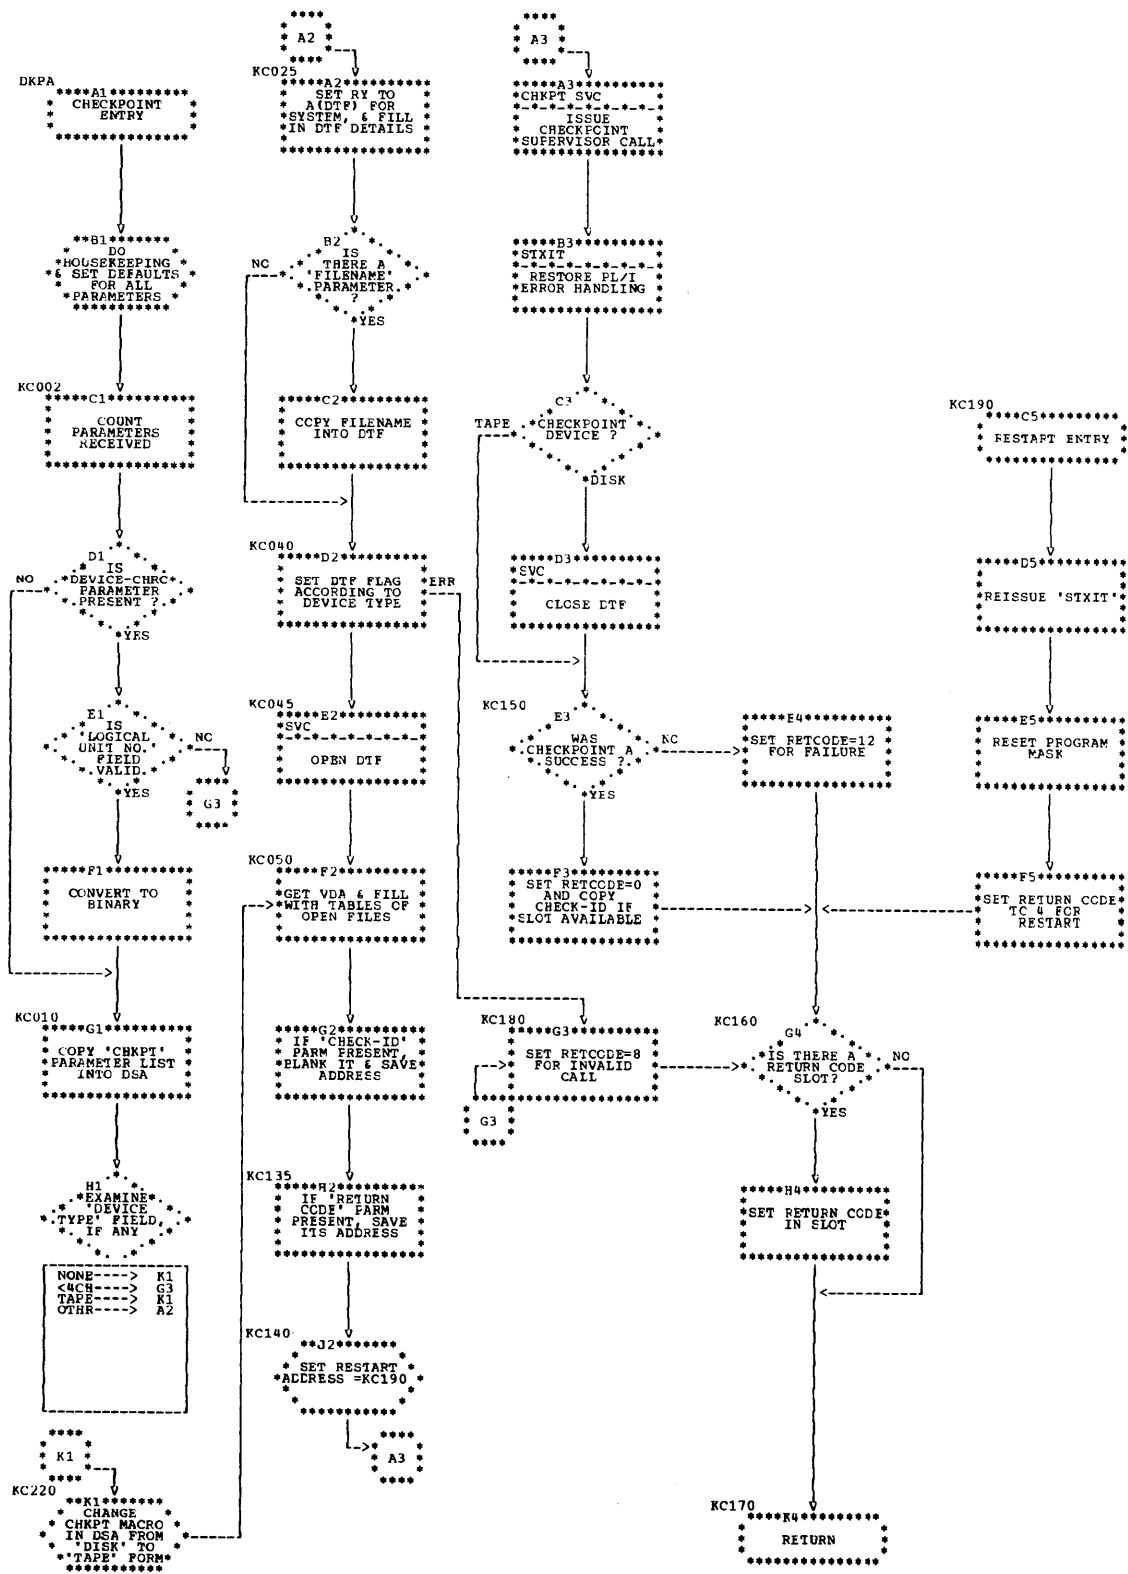 DKPA
A1
CHECKPOINT
ENTRY
B1
DO
HOUSEKEEPING
& SET DEFAULTS
FOR ALL
PARAMETERS
KC002
C1
COUNT
PARAMETERS
RECEIVED
D1
IS
DEVICE-CHRC
PARAMETER
PRESENT ?
NO
YES
E1
IS
'LOGICAL
UNIT NO.'
FIELD
VALID.
NC
YES
G3
F1
CONVERT TO
BINARY
KC010
G1
COPY 'CHKPT'
PARAMETER LIST
INTO DSA
H1
EXAMINE
'DEVICE
TYPE' FIELD,
IF ANY
NONE----> K1
<4CH----> G3
TAPE----> K1
OTHR----> A2
K1
KC220
K1
CHANGE
CHKPT MACRO
IN DSA FROM
'DISK' TO
'TAPE' FORM
A2
KC025
A2
SET RY TO
A(DTF) FOR
SYSTEM, & FILL
IN DTF DETAILS
B2
IS
THERE A
'FILENAME'
PARAMETER
?
NC
YES
C2
CCPY FILENAME
INTO DTF
KC040
D2
SET DTF FLAG
ACCORDING TO
DEVICE TYPE
ERR
KC045
E2
SVC
OPEN DTF
KC050
F2
GET VDA & FILL
WITH TABLES CF
OPEN FILES
G2
IF 'CHECK-ID'
PARM PRESENT,
PLANK IT & SAVE
ADDRESS
KC135
H2
IF 'RETURN
CODE' PARM
PRESENT, SAVE
ITS ADDRESS
KC140
J2
SET RESTART
ADDRESS =KC190
A3
A3
A3
CHKPT SVC
ISSUE
CHECKPOINT
SUPERVISOR CALL
B3
STXIT
RESTORE PL/I
ERROR HANDLING
C3
CHECKPOINT
DEVICE ?
TAPE
DISK
D3
SVC
CLOSE DTF
KC150
E3
WAS
CHECKPOINT A
SUCCESS ?
NC
YES
F3
SET RETCODE=0
AND COPY
CHECK-ID IF
SLOT AVAILABLE
KC180
G3
SET RETCODE=8
FOR INVALID
CALL
G3
E4
SET RETCODE=12
FOR FAILURE
KC160
G4
IS THERE A
RETURN CODE
SLOT?
NO
YES
H4
SET RETURN CODE
IN SLOT
KC170
K4
RETURN
KC190
C5
RESTART ENTRY
D5
REISSUE 'STXIT'
E5
RESET PROGRAM
MASK
F5
SET RETURN CODE
TC 4 FOR
RESTART